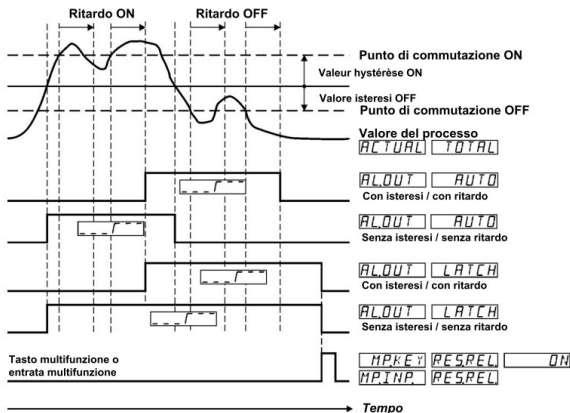 Ritardo ON Ritardo OFF
Punto di commutazione ON
Valeur hystérèse ON
Valore isteresi OFF
Punto di commutazione OFF
Valore del processo
ACTUAL TOTAL
AL.OUT AUTO
Con isteresi / con ritardo
AL.OUT AUTO
Senza isteresi / senza ritardo
AL.OUT LATCH
Con isteresi / con ritardo
AL.OUT LATCH
Senza isteresi / senza ritardo
Tasto multifunzione o
entrata multifunzione
MP.KEY RES.REL. ON
MP.INP. RES.REL.
Tempo